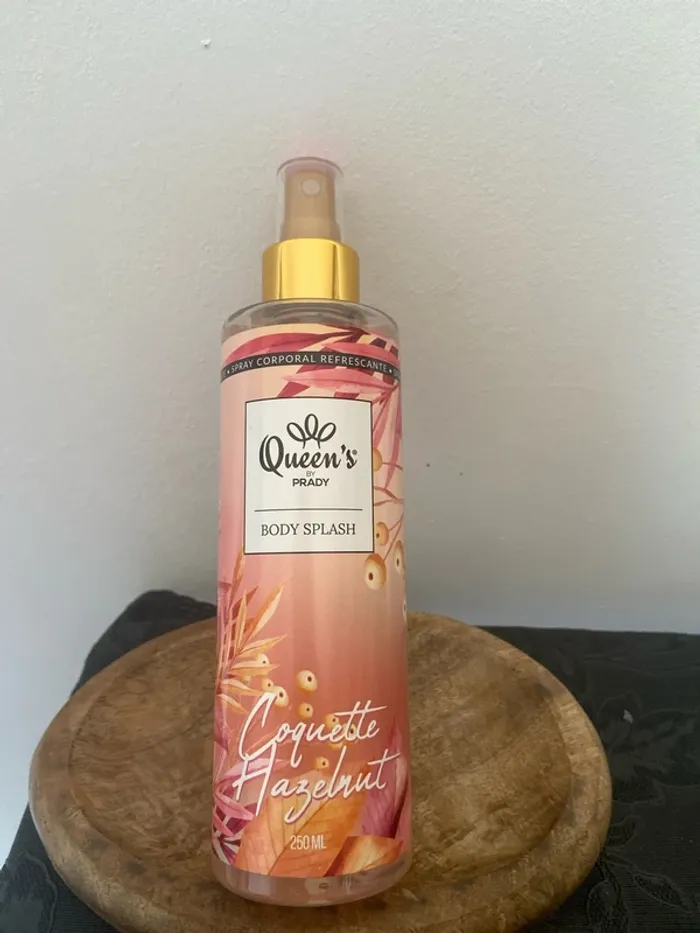 • SPRAY CORPORAL REFRESCANTE •
Queen's
BY
PRADY
BODY SPLASH
Coquette
Hazelnut
250 ML